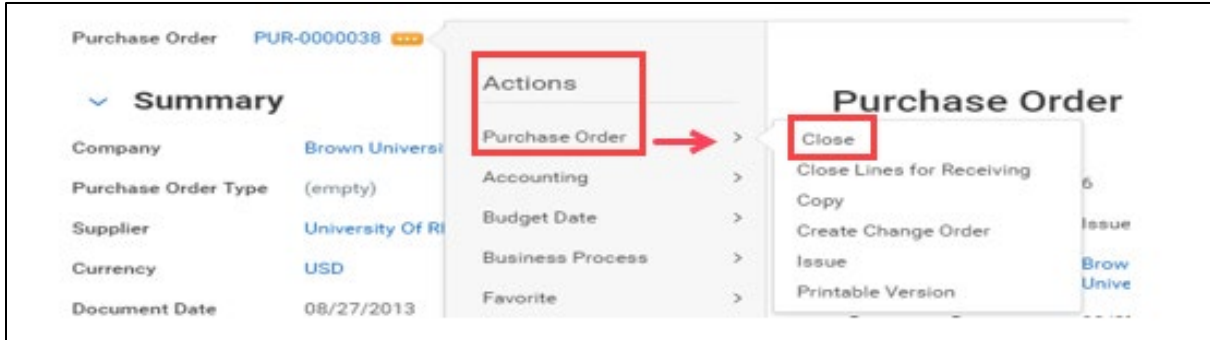 Purchase Order PUR-0000038
Actions
Summary
Purchase Order
Purchase Order >
Close
Company Brown Universi
Close Lines for Receiving
Purchase Order Type (empty)
Accounting >
6
Copy
Supplier University Of
Budget Date >
Create Change Order
Issue
Currency USD
Business Process >
Issue
Brow
Unive
Document Date 08/27/2013
Favorite >
Printable Version